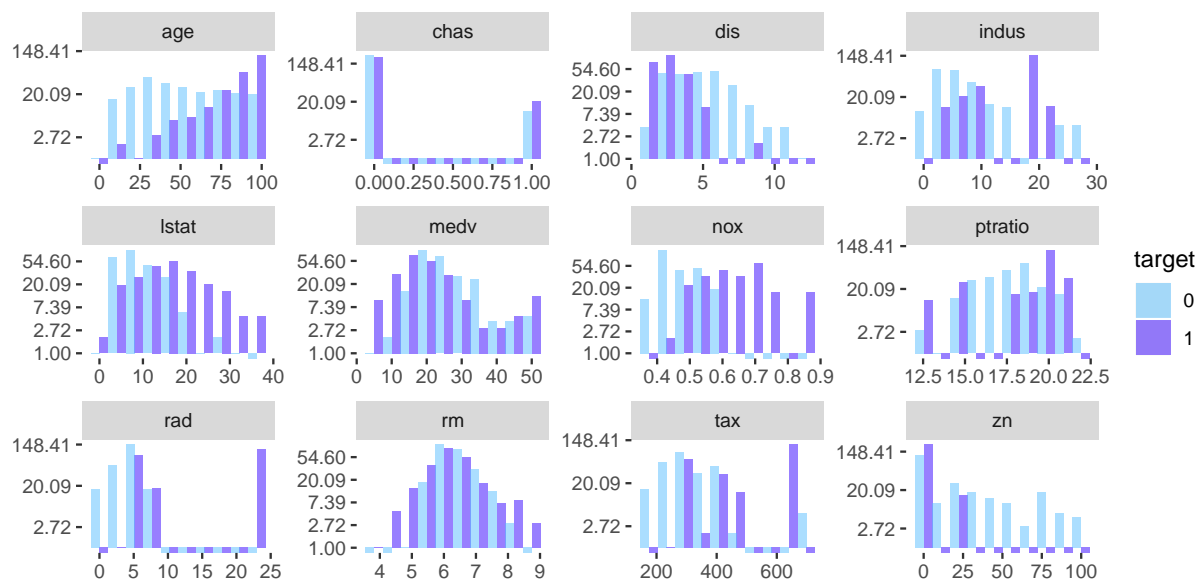 age chas dis indus
148.41 20.09 2.72
0 25 50 75 100
148.41 20.09 2.72
0.00 0.25 0.50 0.75 1.00
54.60 20.09 7.39 2.72 1.00
0 5 10
148.41 20.09 2.72
0 10 20 30
lstat medv nox ptratio
54.60 20.09 7.39 2.72 1.00
0 10 20 30 40
54.60 20.09 7.39 2.72 1.00
0 10 20 30 40 50
54.60 20.09 7.39 2.72 1.00
0.4 0.5 0.6 0.7 0.8 0.9
148.41 20.09 2.72
12.5 15.0 17.5 20.0 22.5
target
0
1
rad rm tax zn
148.41 20.09 2.72
0 5 10 15 20 25
54.60 20.09 7.39 2.72 1.00
4 5 6 7 8 9
148.41 20.09 2.72
200 400 600
148.41 20.09 2.72
0 25 50 75 100